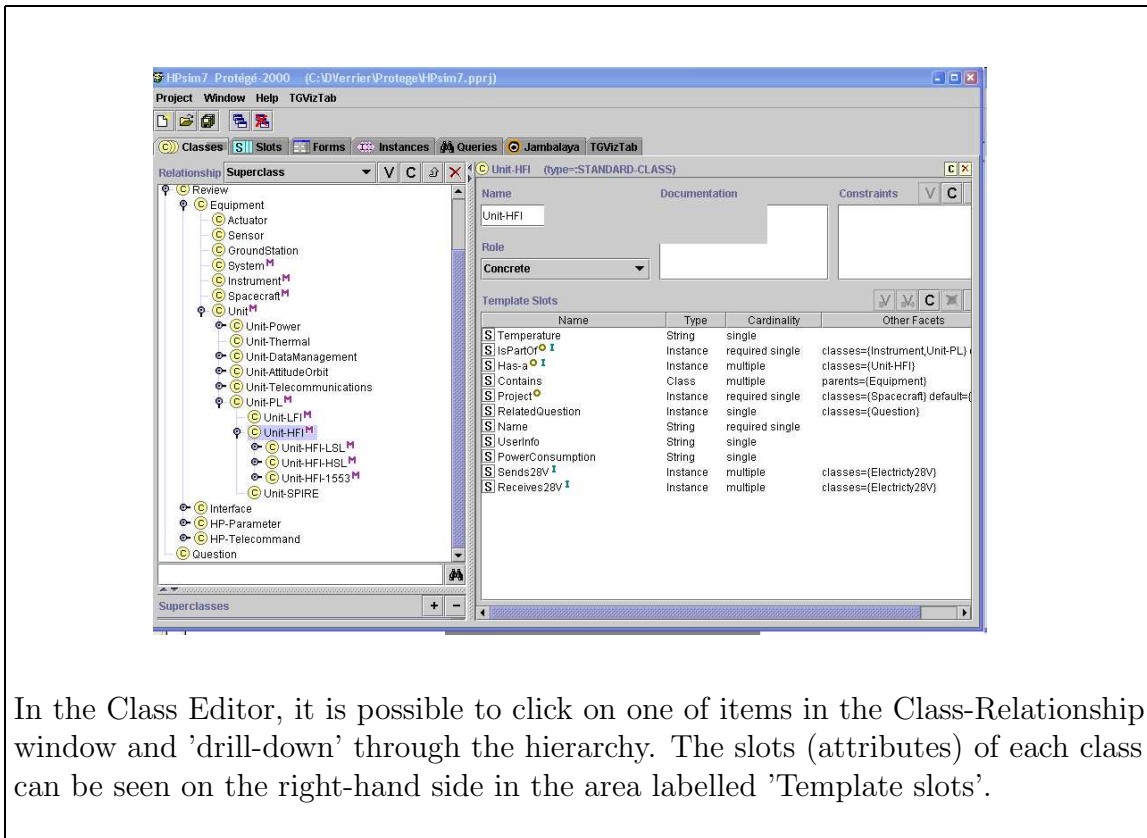 HPsim7 Protégé-2000 (C:\DVerrier\Protege\HPsim7.pprj)
Project Window Help TGVizTab
Classes Slots Forms Instances Queries Jambalaya TGVizTab
Relationship Superclass V C
Review
Equipment
Actuator
Sensor
GroundStation
System M
Instrument M
Spacecraft M
Unit M
Unit-Power
Unit-Thermal
Unit-DataManagement
Unit-AttitudeOrbit
Unit-Telecommunications
Unit-PL M
Unit-LFI M
Unit-HFI M
Unit-HFI-LSL M
Unit-HFI-HSL M
Unit-HFI-1553 M
Unit-SPIRE
Interface
HP-Parameter
HP-Telecommand
Question
Superclasses + -
C Unit-HFI (type=:STANDARD-CLASS) C x
Name Documentation Constraints V C
Unit-HFI
Role
Concrete
Template Slots V V C
Name Type Cardinality Other Facets
S Temperature String single
S IsPartOf I Instance required single classes={Instrument,Unit-PL}
S Has-a I Instance multiple classes={Unit-HFI}
S Contains Class multiple parents={Equipment}
S Project Instance required single classes={Spacecraft} default={
S RelatedQuestion Instance single classes={Question}
S Name String required single
S UserInfo String single
S PowerConsumption String single
S Sends28V I Instance multiple classes={Electricty28V}
S Receives28V I Instance multiple classes={Electricty28V}
In the Class Editor, it is possible to click on one of items in the Class-Relationship
window and ’drill-down’ through the hierarchy. The slots (attributes) of each class
can be seen on the right-hand side in the area labelled ’Template slots’.